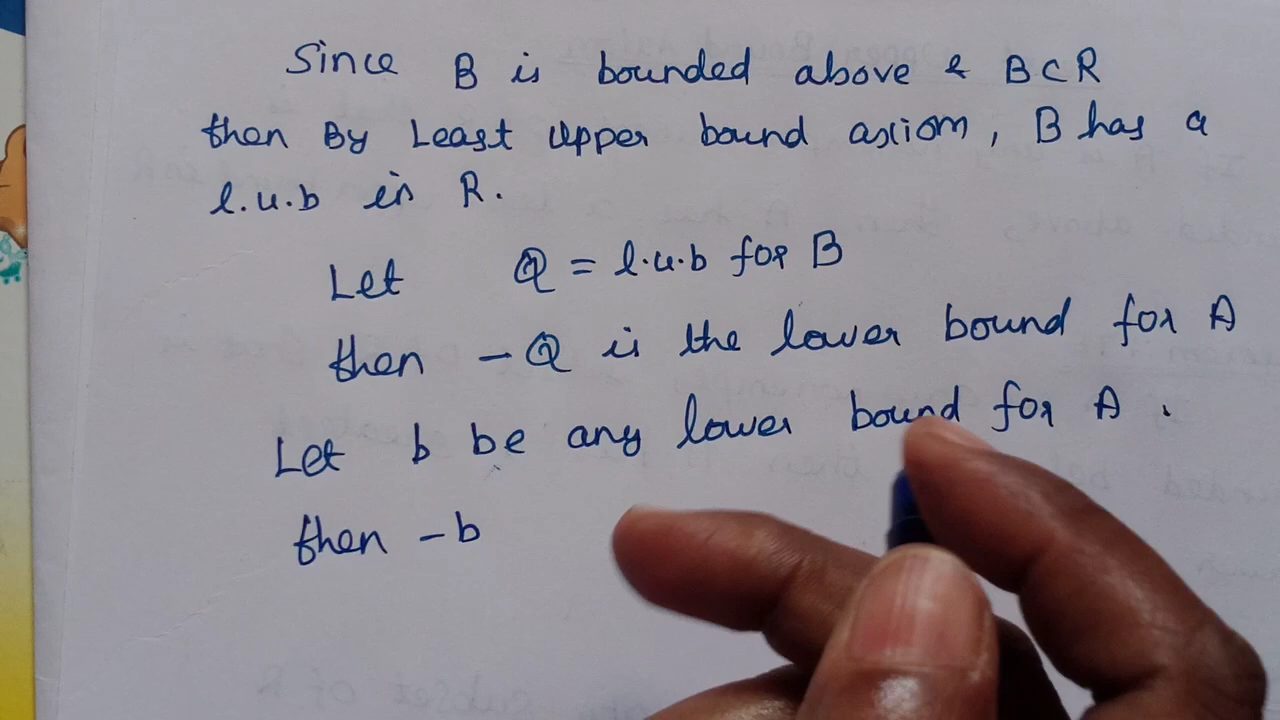 Since B is bounded above & B ⊂ R
then By Least Upper bound axiom, B has a
l.u.b in R.
Let Q = l.u.b for B
then -Q is the lower bound for A
Let b be any lower bound for A.
then -b